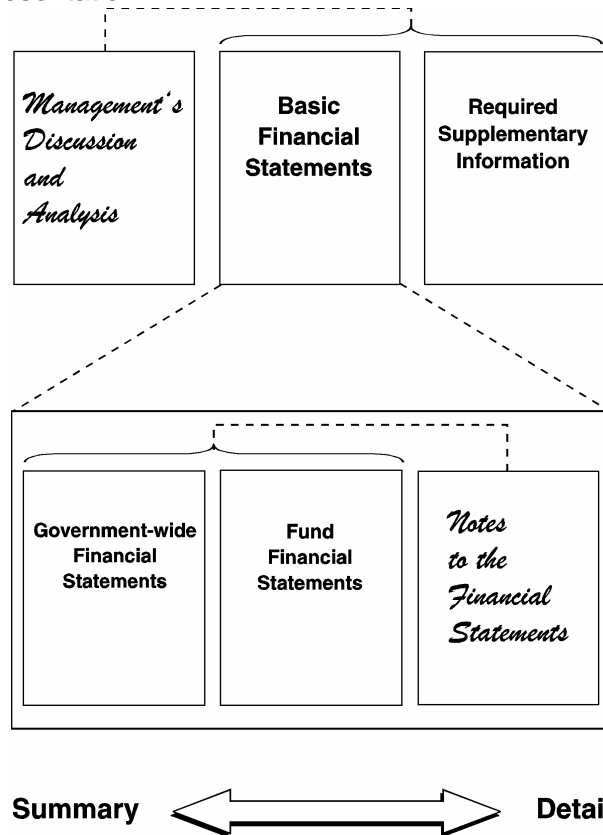 Management's
Discussion
and
Analysis
Basic
Financial
Statements
Required
Supplementary
Information
Government-wide
Financial
Statements
Fund
Financial
Statements
Notes
to the
Financial
Statements
Summary
Detai